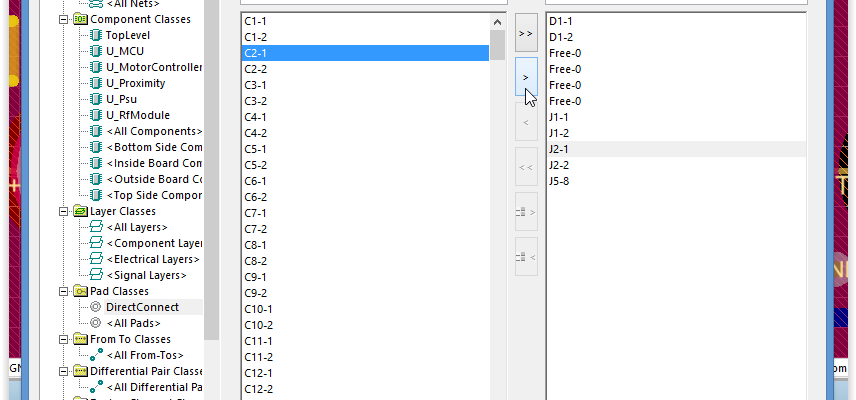 <All Nets>
Component Classes
TopLevel
U_MCU
U_MotorController
U_Proximity
U_Psu
U_RfModule
<All Components>
<Bottom Side Com
<Inside Board Com
<Outside Board Co
<Top Side Compor
Layer Classes
<All Layers>
<Component Layer
<Electrical Layers>
<Signal Layers>
Pad Classes
DirectConnect
<All Pads>
From To Classes
<All From-Tos>
Differential Pair Classe
<All Differential Pa
C1-1
C1-2
C2-1
C2-2
C3-1
C3-2
C4-1
C4-2
C5-1
C5-2
C6-1
C6-2
C7-1
C7-2
C8-1
C8-2
C9-1
C9-2
C10-1
C10-2
C11-1
C11-2
C12-1
C12-2
>>
>
<
<<
>
<
D1-1
D1-2
Free-0
Free-0
Free-0
Free-0
J1-1
J1-2
J2-1
J2-2
J5-8